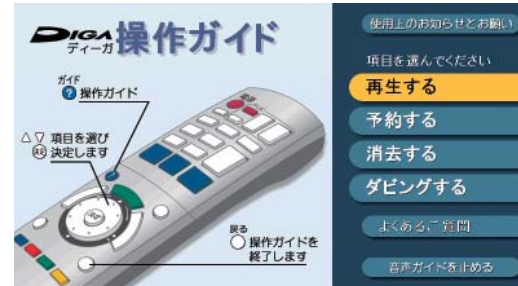 DIGA
ディーガ 操作ガイド
ガイド
? 操作ガイド
△▽ 項目を選び
決定 決定します
戻る
○ 操作ガイドを
終了します
使用上のお知らせとお願い
項目を選んでください
再生する
予約する
消去する
ダビングする
よくあるご質問
音声ガイドを止める